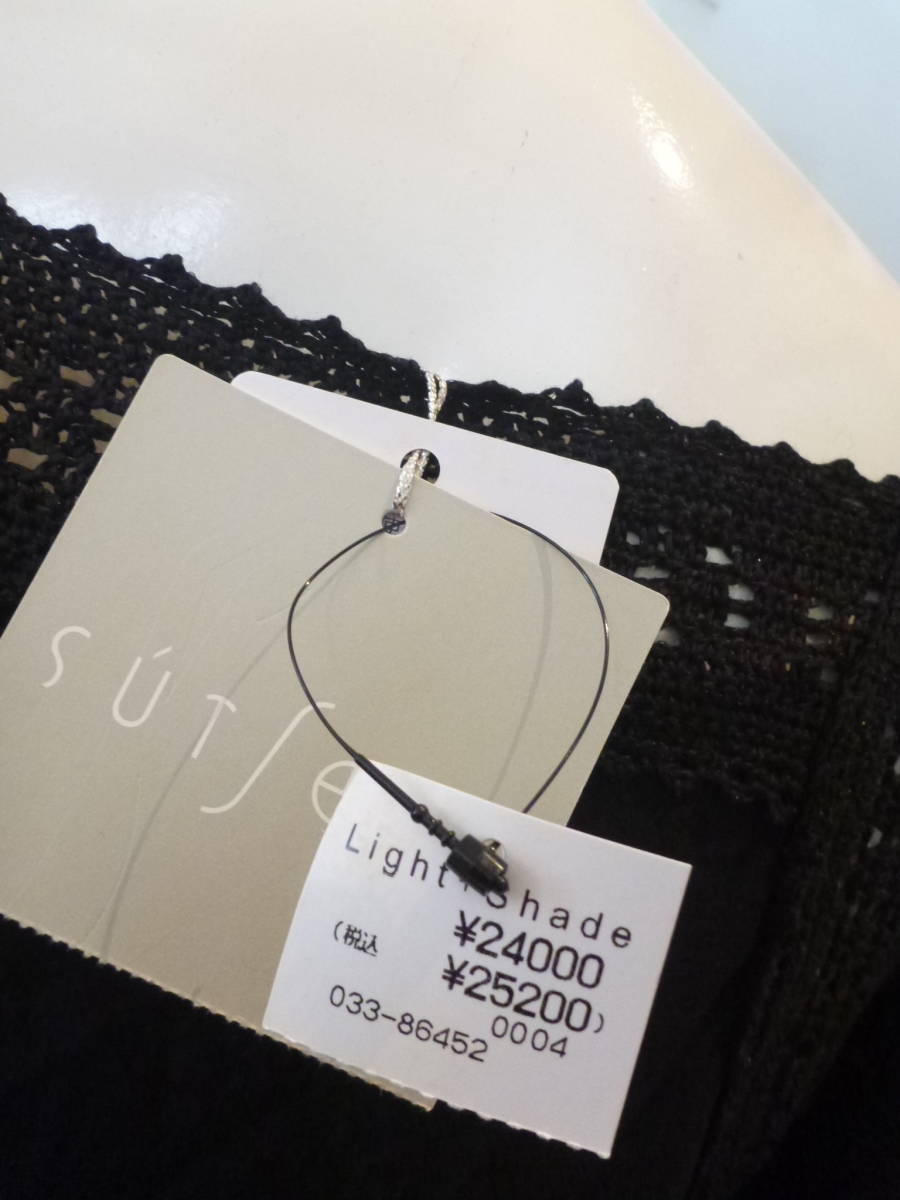 SÚTSe
Light+Shade
¥24000
(税込 ¥25200)
0004
033-86452